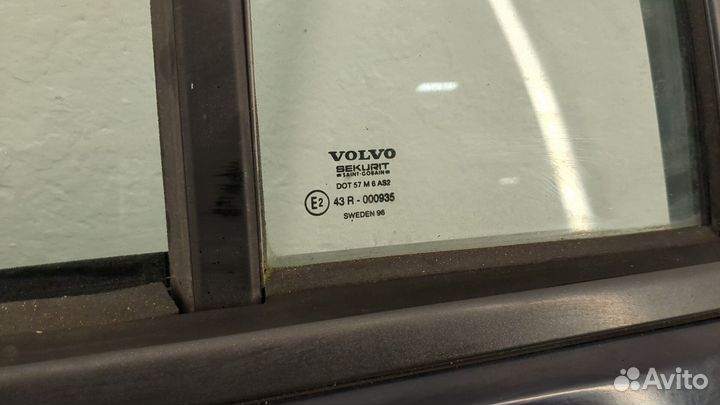 VOLVO
SEKURIT
SAINT-GOBAIN
DOT 57 M 6 AS2
E2 43 R - 000935
SWEDEN 96
Avito